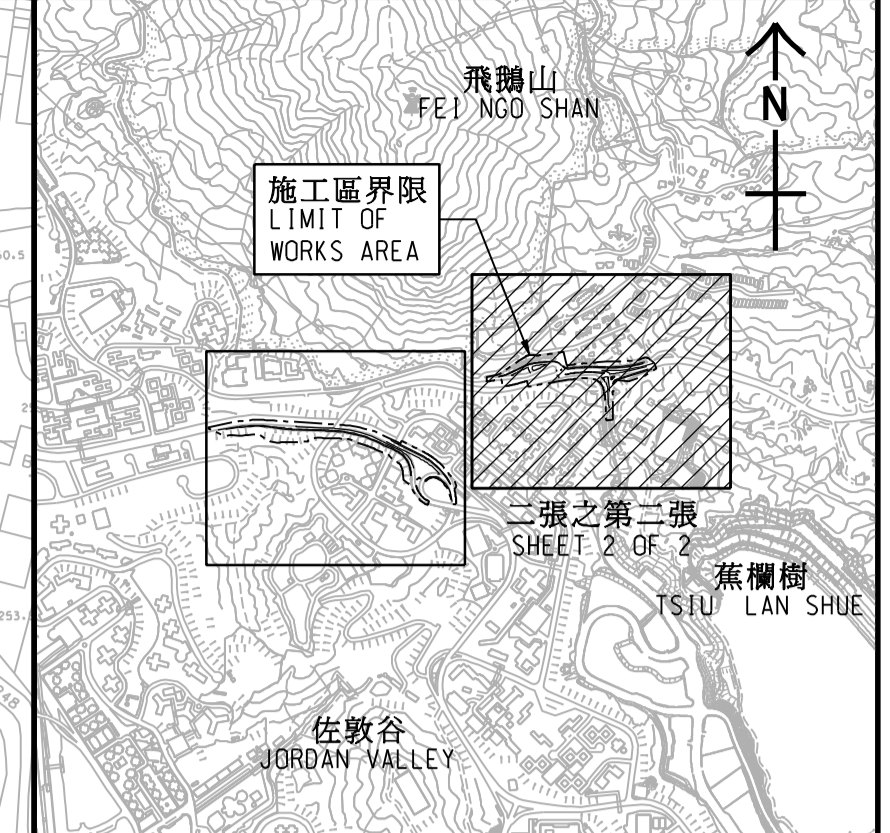 飛鵝山
FEI NGO SHAN
N
施工區界限
LIMIT OF
WORKS AREA
二張之第二張
SHEET 2 OF 2
蕉欄樹
TSIU LAN SHUE
佐敦谷
JORDAN VALLEY